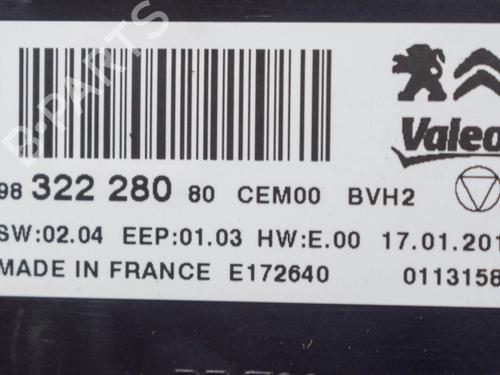 B-PARTS
Valeo
98 322 280 80 CEM00 BVH2
SW:02.04 EEP:01.03 HW:E.00 17.01.201
MADE IN FRANCE E172640 0113158